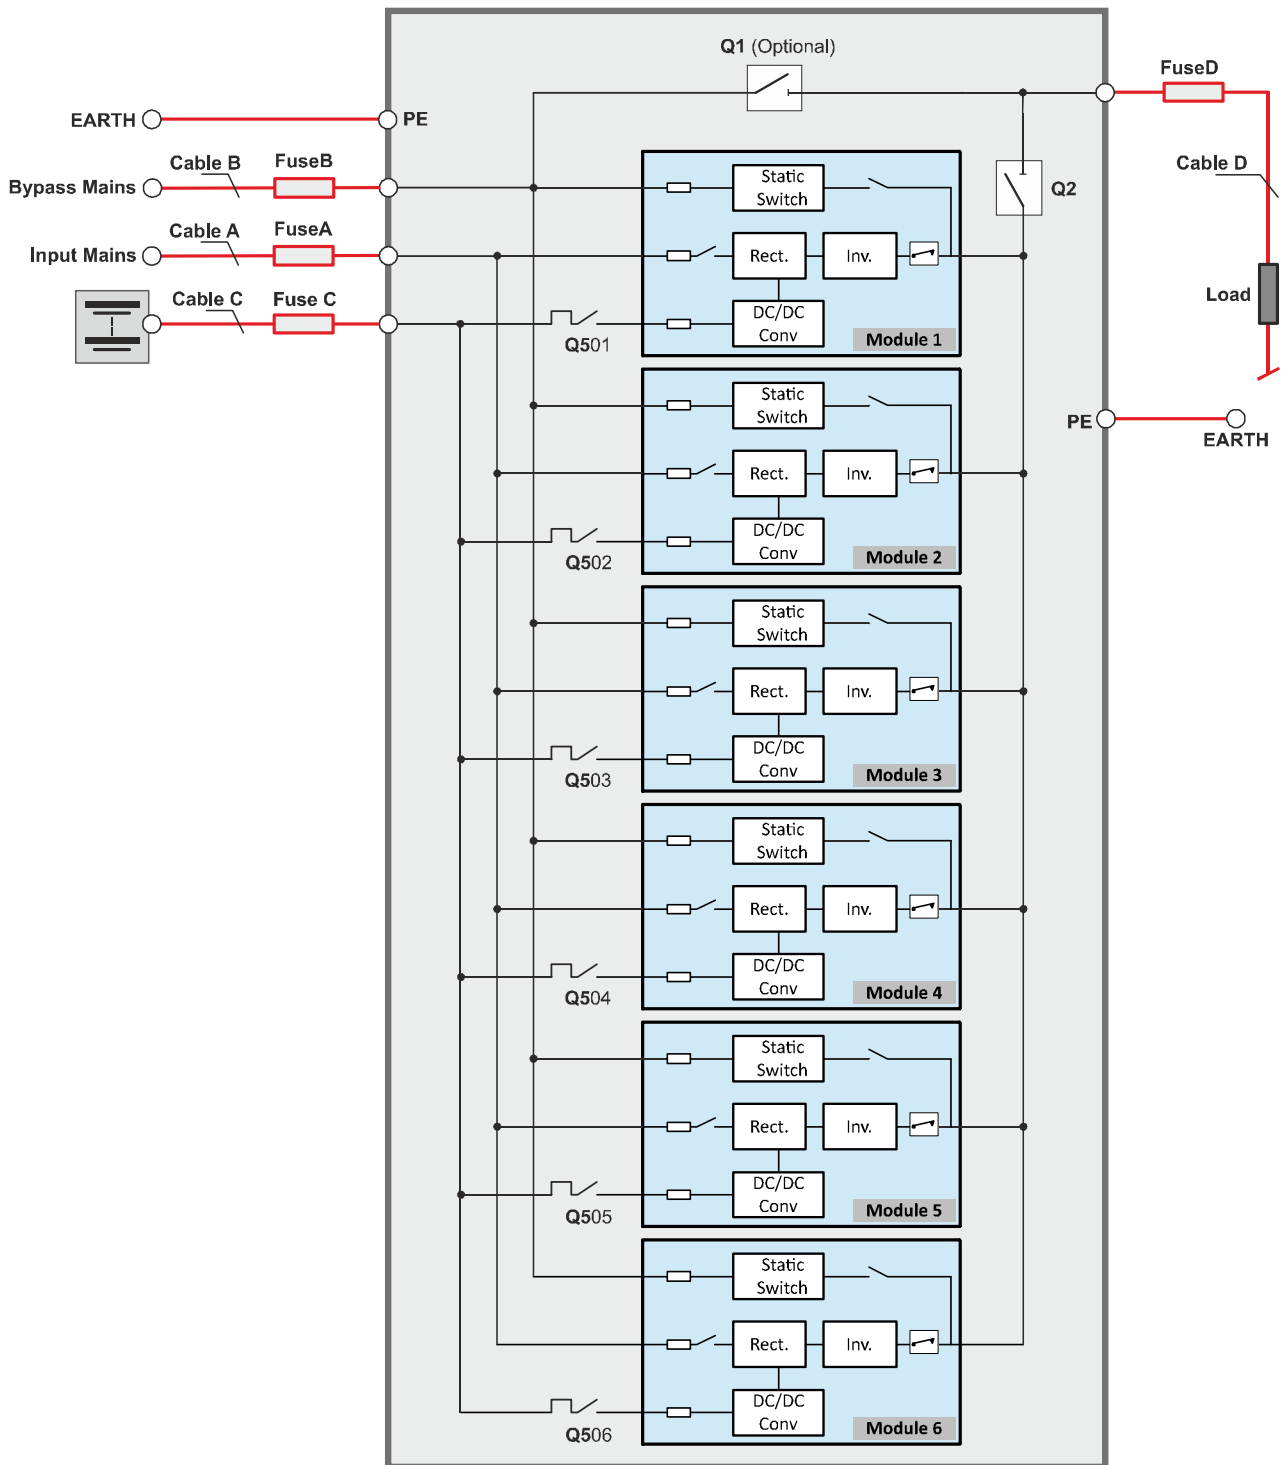 Q1 (Optional)
FuseD
EARTH
PE
Cable B
FuseB
Bypass Mains
Cable A
FuseA
Input Mains
Cable C
Fuse C
Cable D
Load
Q2
PE
EARTH
Static
Switch
Rect.
Inv.
DC/DC
Conv
Q501
Module 1
Static
Switch
Rect.
Inv.
DC/DC
Conv
Q502
Module 2
Static
Switch
Rect.
Inv.
DC/DC
Conv
Q503
Module 3
Static
Switch
Rect.
Inv.
DC/DC
Conv
Q504
Module 4
Static
Switch
Rect.
Inv.
DC/DC
Conv
Q505
Module 5
Static
Switch
Rect.
Inv.
DC/DC
Conv
Q506
Module 6